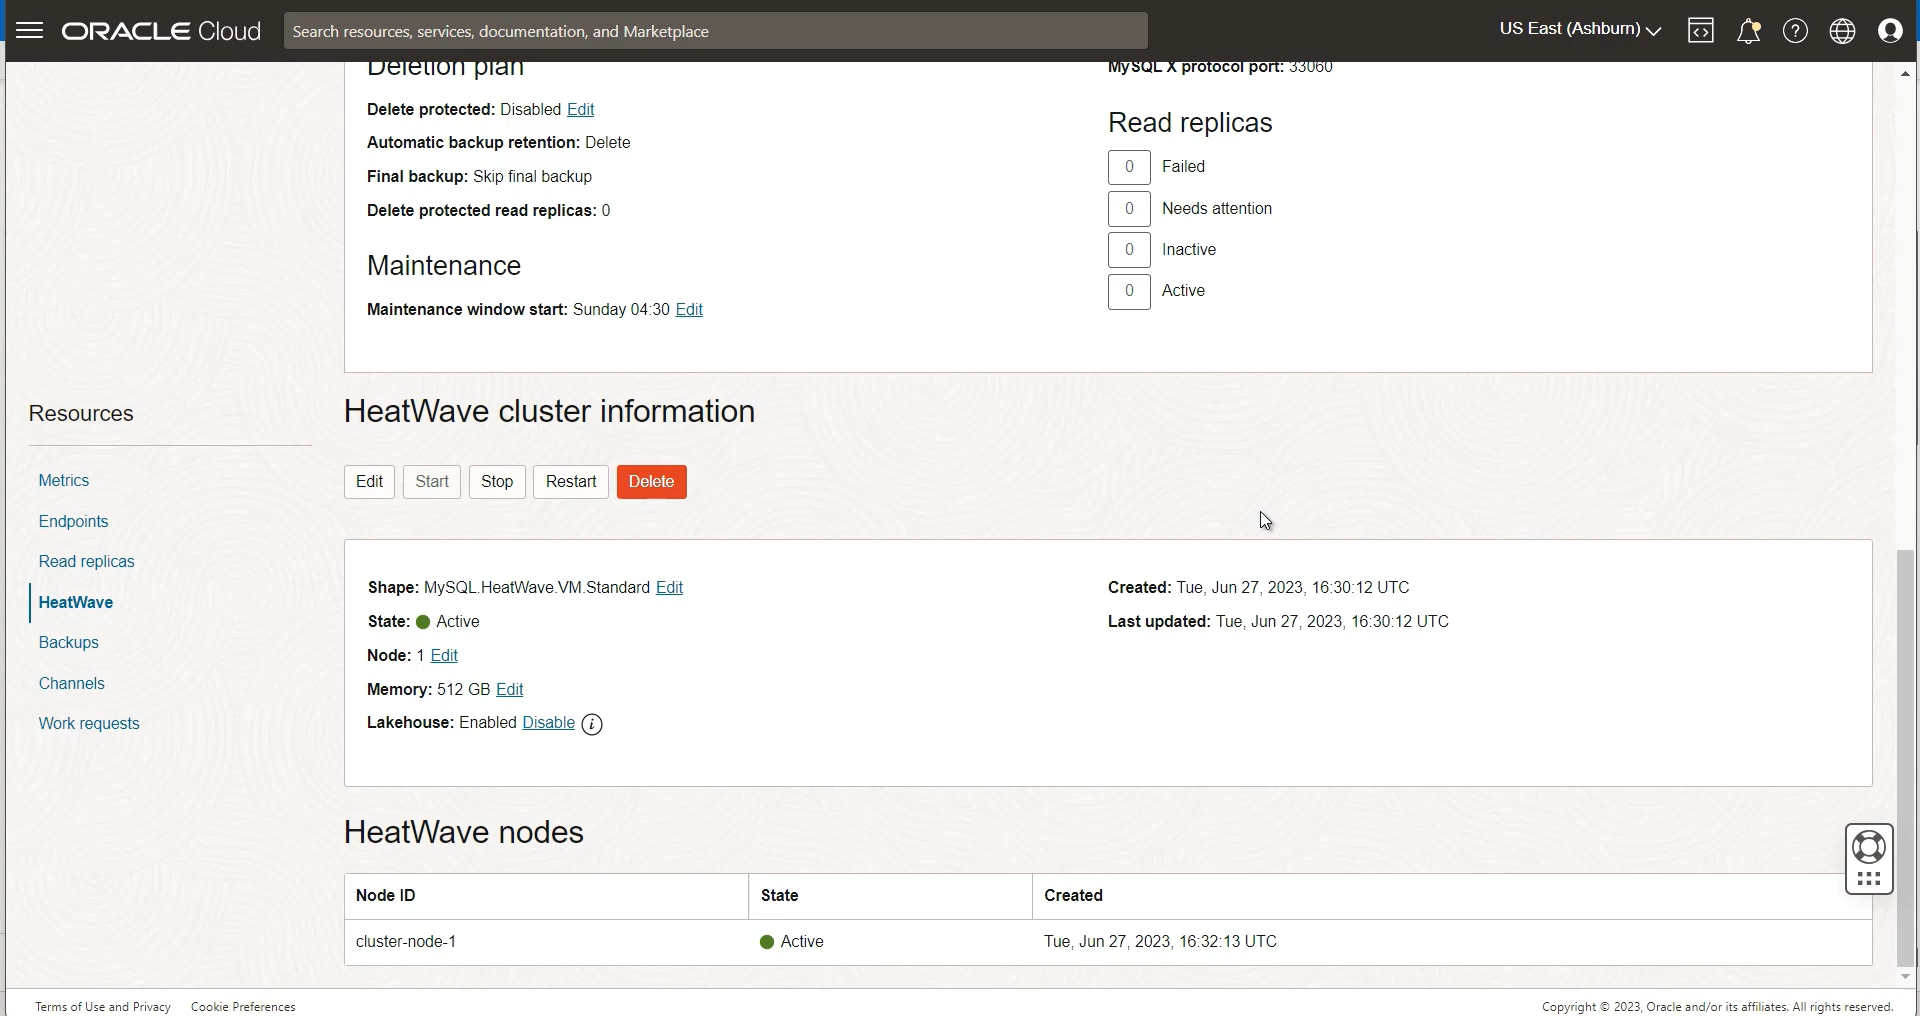 ORACLE Cloud
Search resources, services, documentation, and Marketplace
US East (Ashburn)
Deletion plan
Delete protected: Disabled Edit
Automatic backup retention: Delete
Final backup: Skip final backup
Delete protected read replicas: 0
Maintenance
Maintenance window start: Sunday 04:30 Edit
MySQL X protocol port: 33060
Read replicas
0 Failed
0 Needs attention
0 Inactive
0 Active
Resources
Metrics
Endpoints
Read replicas
HeatWave
Backups
Channels
Work requests
HeatWave cluster information
Edit Start Stop Restart Delete
Shape: MySQL.HeatWave.VM.Standard Edit
State: Active
Node: 1 Edit
Memory: 512 GB Edit
Lakehouse: Enabled Disable i
Created: Tue, Jun 27, 2023, 16:30:12 UTC
Last updated: Tue, Jun 27, 2023, 16:30:12 UTC
HeatWave nodes
Node ID State Created
cluster-node-1 Active Tue, Jun 27, 2023, 16:32:13 UTC
Terms of Use and Privacy Cookie Preferences
Copyright © 2023, Oracle and/or its affiliates. All rights reserved.